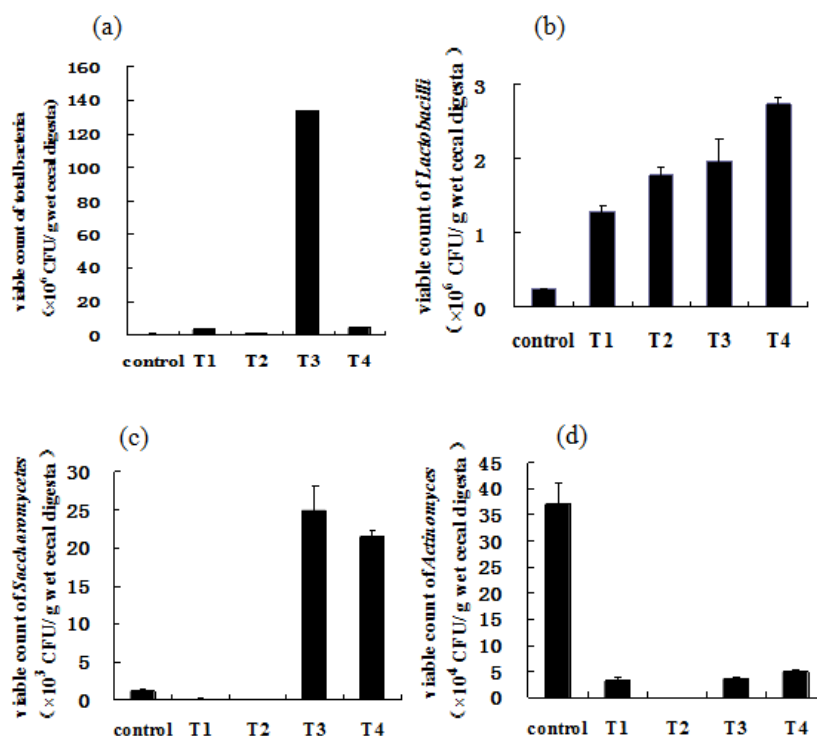 (a)
viable count of total bacteria
(×10⁶ CFU/ g wet cecal digesta)
160
140
120
100
80
60
40
20
0
control T1 T2 T3 T4
(b)
viable count of Lactobacilli
( ×10⁶ CFU/ g wet cecal digesta )
3
2
1
0
control T1 T2 T3 T4
(c)
viable count of Saccharomycetes
( ×10³ CFU/ g wet cecal digesta )
30
25
20
15
10
5
0
control T1 T2 T3 T4
(d)
viable count of Actinomyces
( ×10⁴ CFU/ g wet cecal digesta )
45
40
35
30
25
20
15
10
5
0
control T1 T2 T3 T4